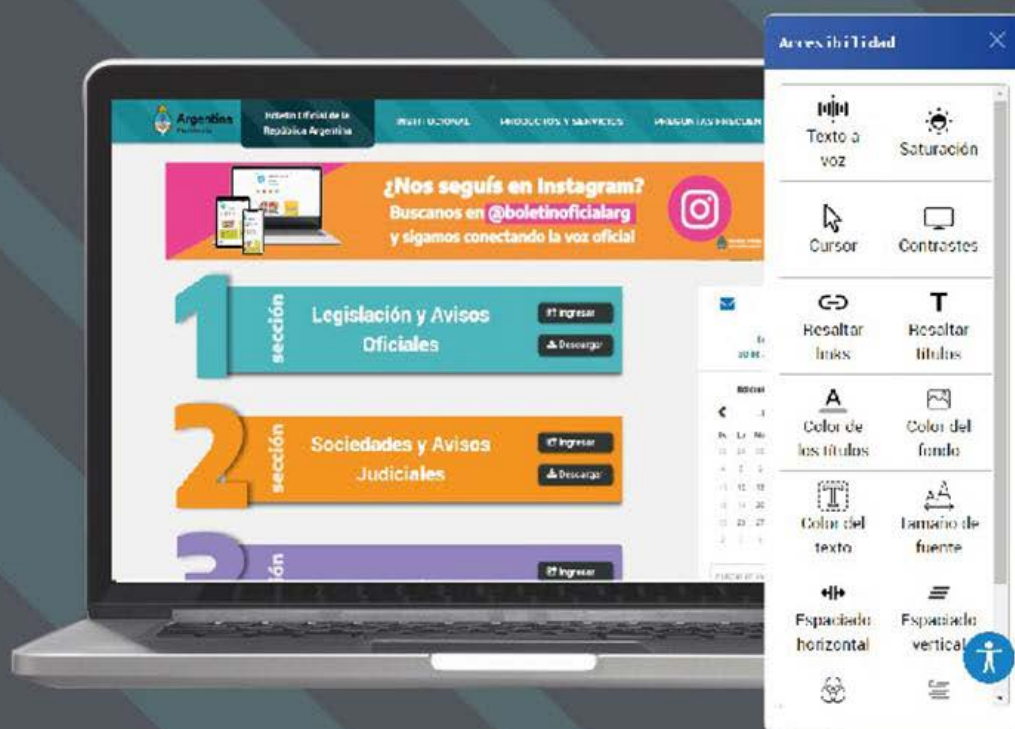 Argentina
Boletín Oficial de la
República Argentina
INSTITUCIONAL
PRODUCTOS Y SERVICIOS
PREGUNTAS FRECUEN
¿Nos seguís en Instagram?
Buscanos en @boletinoficialarg
y sigamos conectando la voz oficial
1
sección
Legislación y Avisos
Oficiales
Ingresar
Descargar
2
sección
Sociedades y Avisos
Judiciales
Ingresar
Descargar
3
Ingresar
Accesibilidad
Texto a
voz
Saturación
Cursor
Contrastes
Resaltar
links
Resaltar
títulos
Color de
los títulos
Color del
fondo
Color del
texto
Tamaño de
fuente
Espaciado
horizontal
Espaciado
vertical